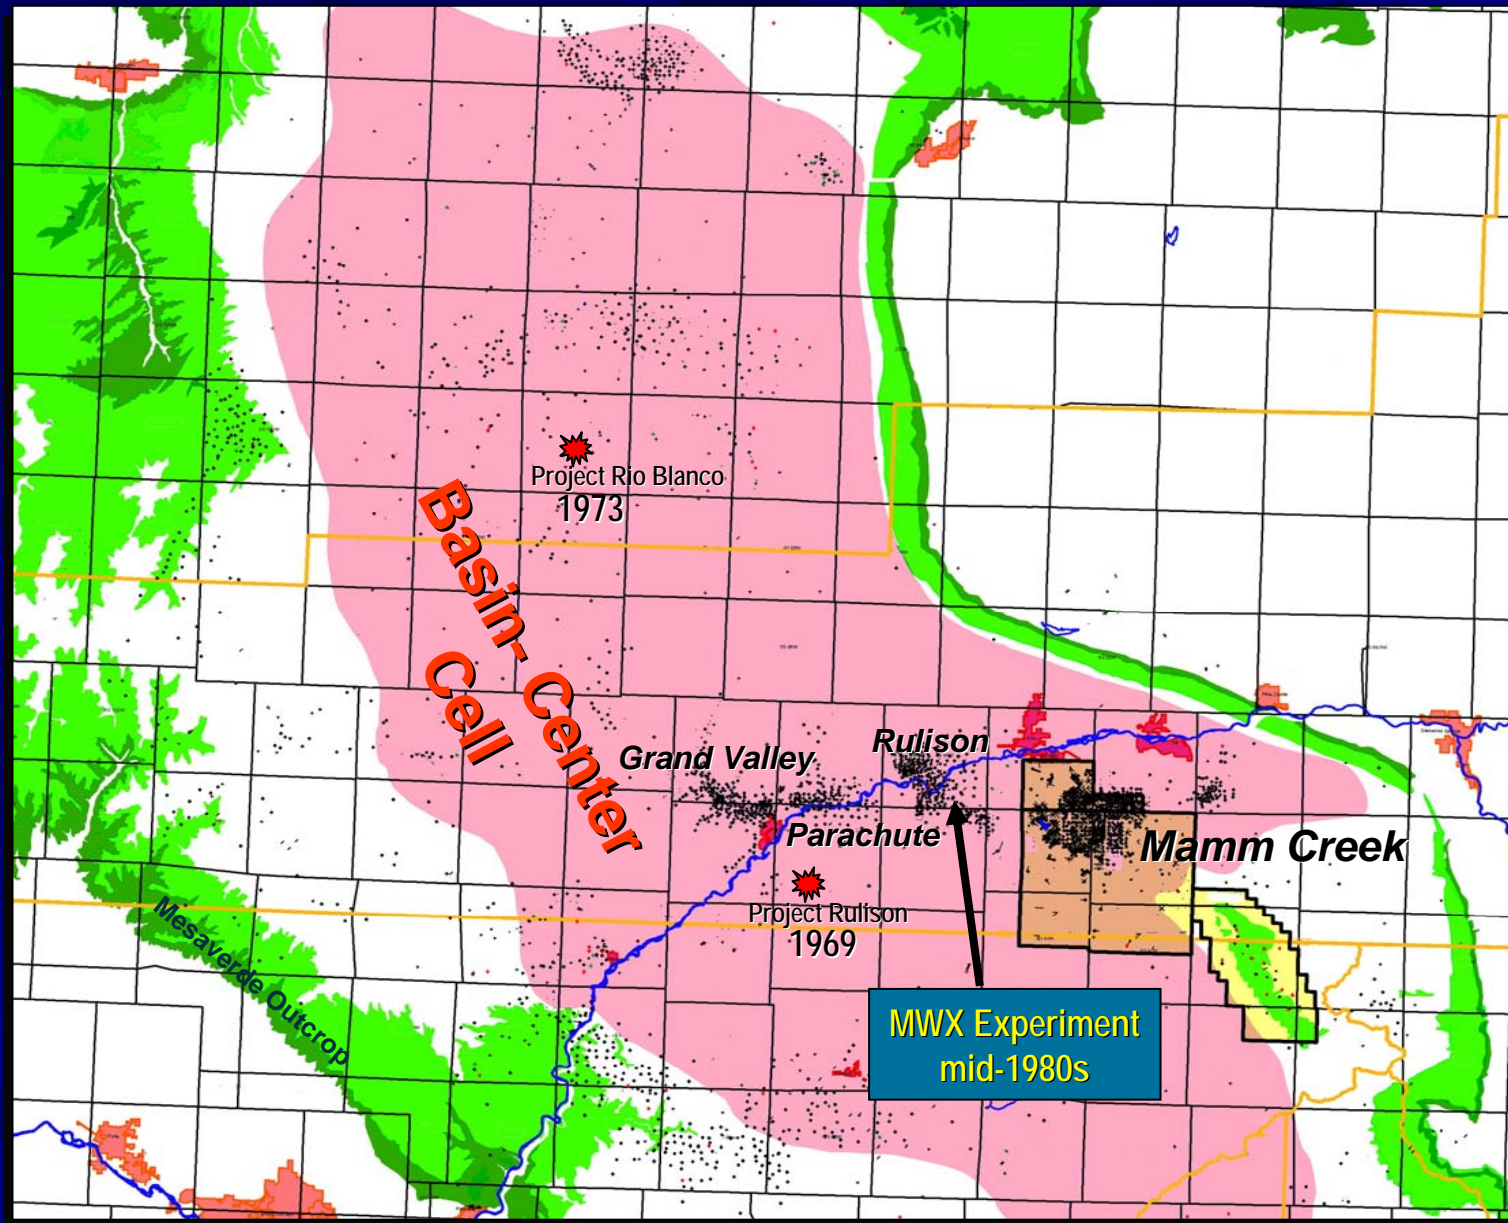 Project Rio Blanco
1973
Basin- Center
Cell
Grand Valley
Rulison
Parachute
Mamm Creek
Project Rulison
1969
Mesaverde Outcrop
MWX Experiment
mid-1980s